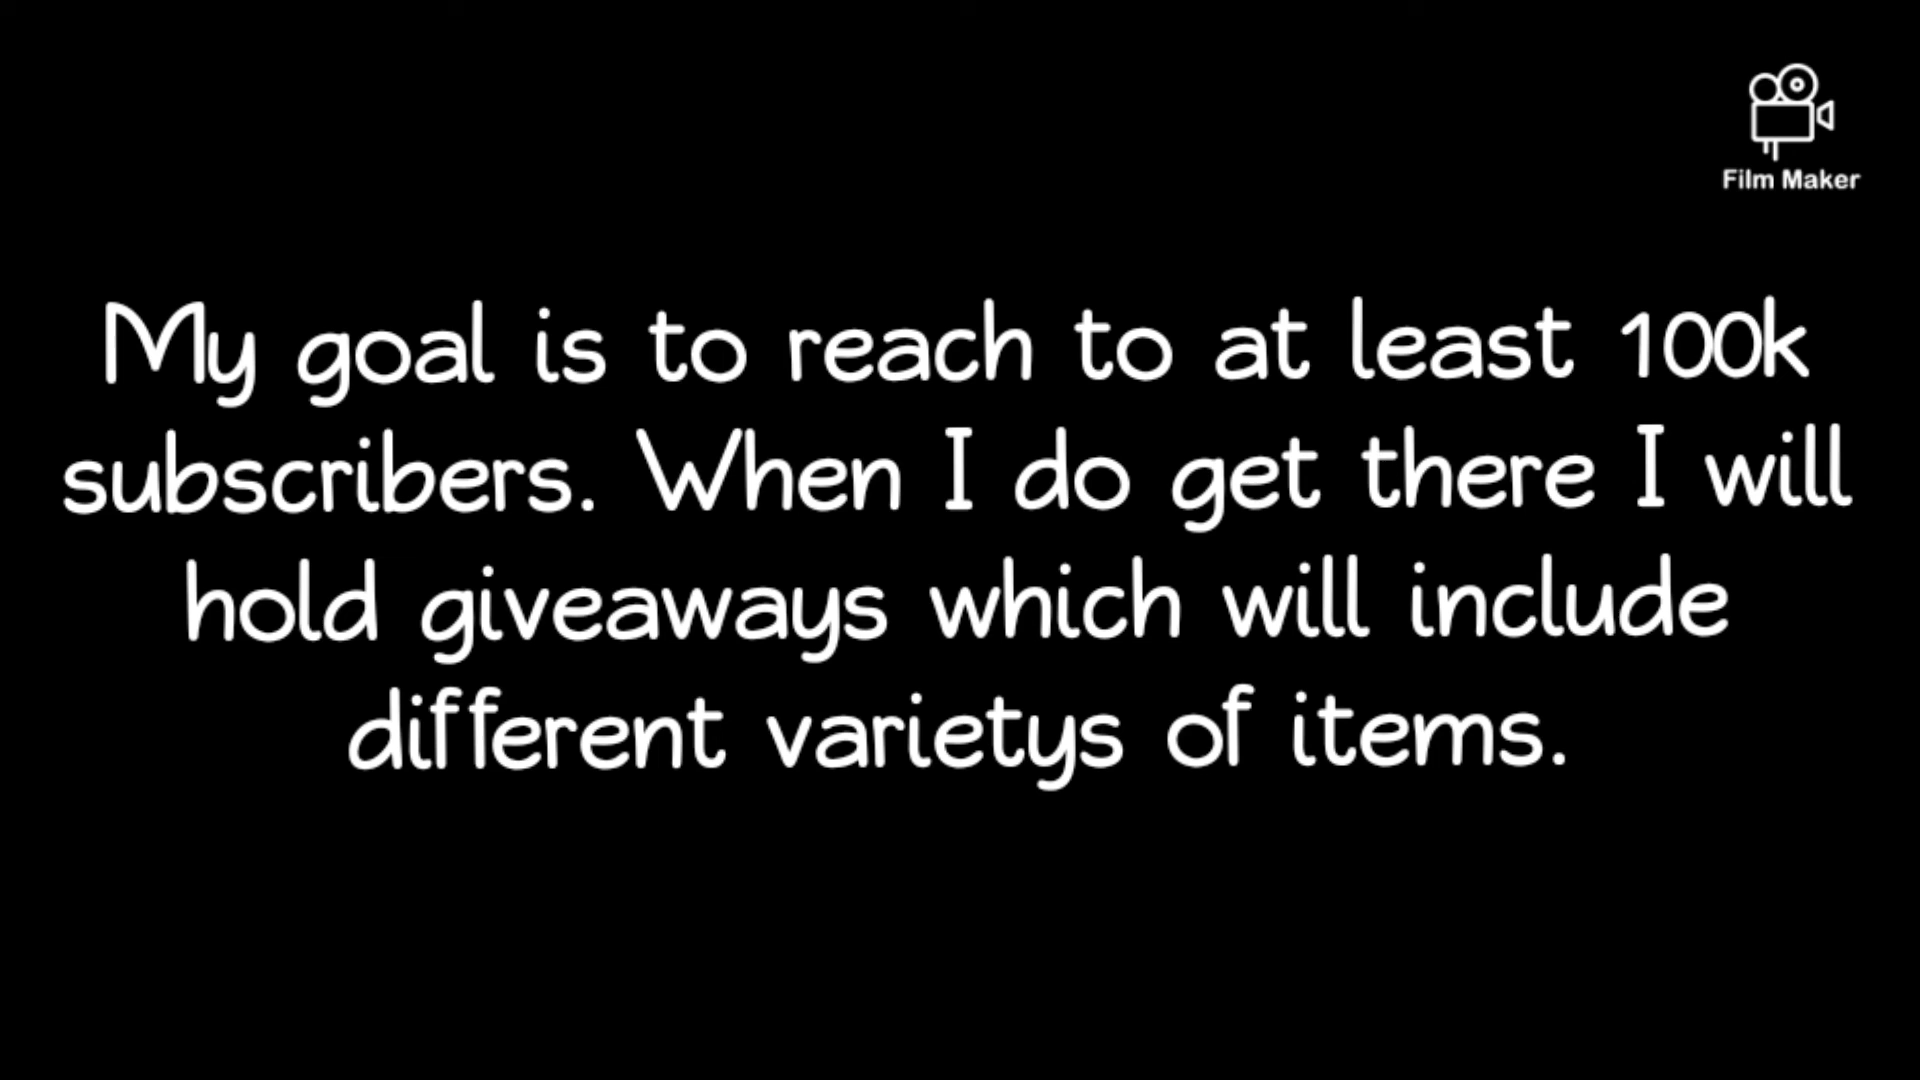 Film Maker
My goal is to reach to at least 100k
subscribers. When I do get there I will
hold giveaways which will include
different varietys of items.